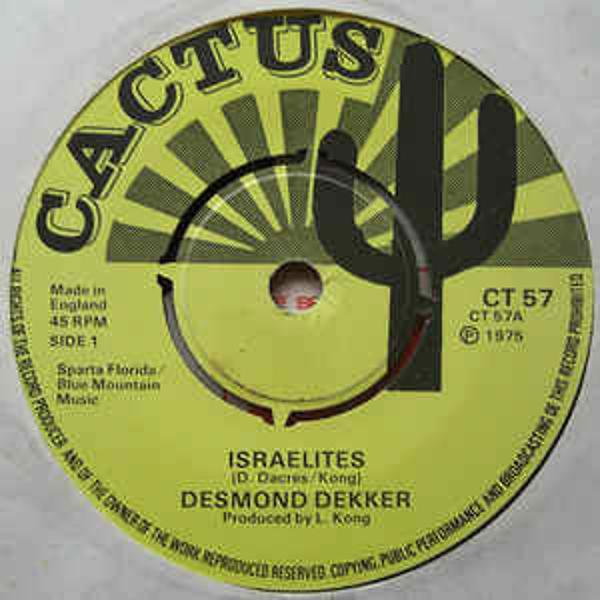 CACTUS
Made in
England
45 RPM
SIDE 1
Sparta Florida/
Blue Mountain
Music
CT 57
CT 57A
Ⓟ 1975
ISRAELITES
(D. Dacres/Kong)
DESMOND DEKKER
Produced by L. Kong
ALL RIGHTS OF THE RECORD PRODUCER AND OF THE OWNER OF THE WORK REPRODUCED RESERVED. COPYING, PUBLIC PERFORMANCE AND BROADCASTING OF THIS RECORD PROHIBITED